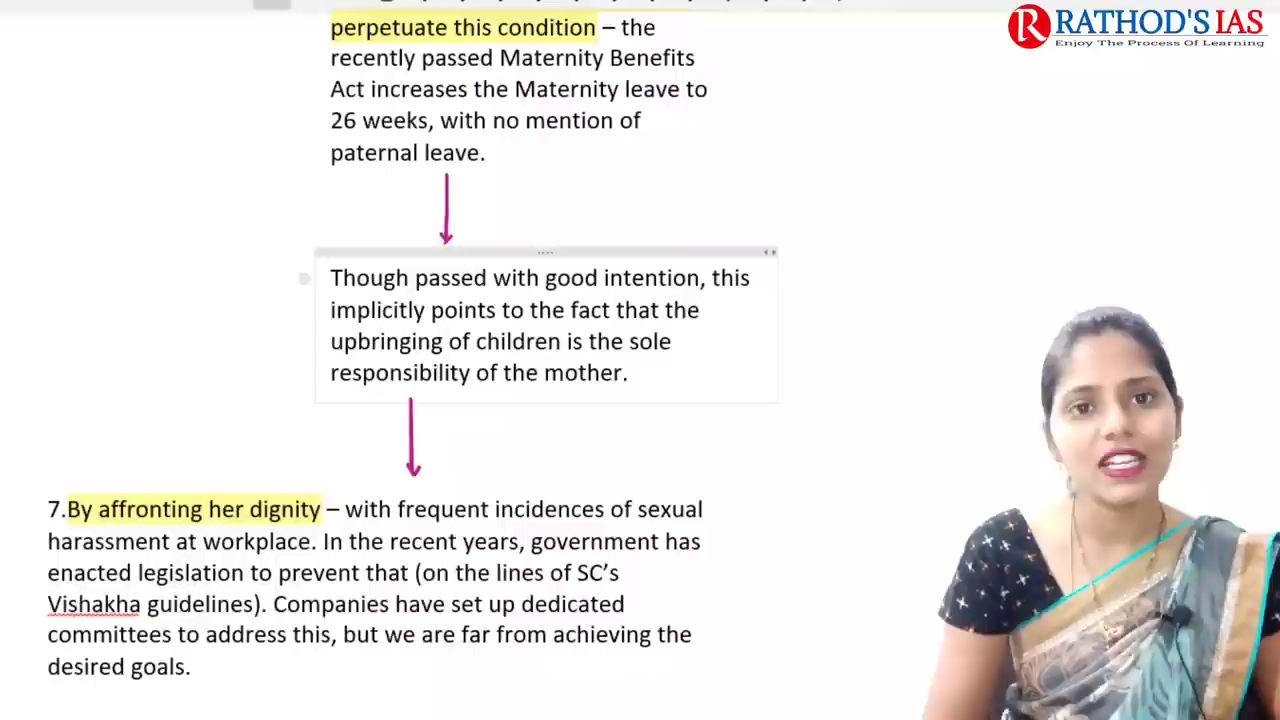 RATHOD'S IAS
Enjoy The Process Of Learning
perpetuate this condition – the
recently passed Maternity Benefits
Act increases the Maternity leave to
26 weeks, with no mention of
paternal leave.
Though passed with good intention, this
implicitly points to the fact that the
upbringing of children is the sole
responsibility of the mother.
7.By affronting her dignity – with frequent incidences of sexual
harassment at workplace. In the recent years, government has
enacted legislation to prevent that (on the lines of SC’s
Vishakha guidelines). Companies have set up dedicated
committees to address this, but we are far from achieving the
desired goals.